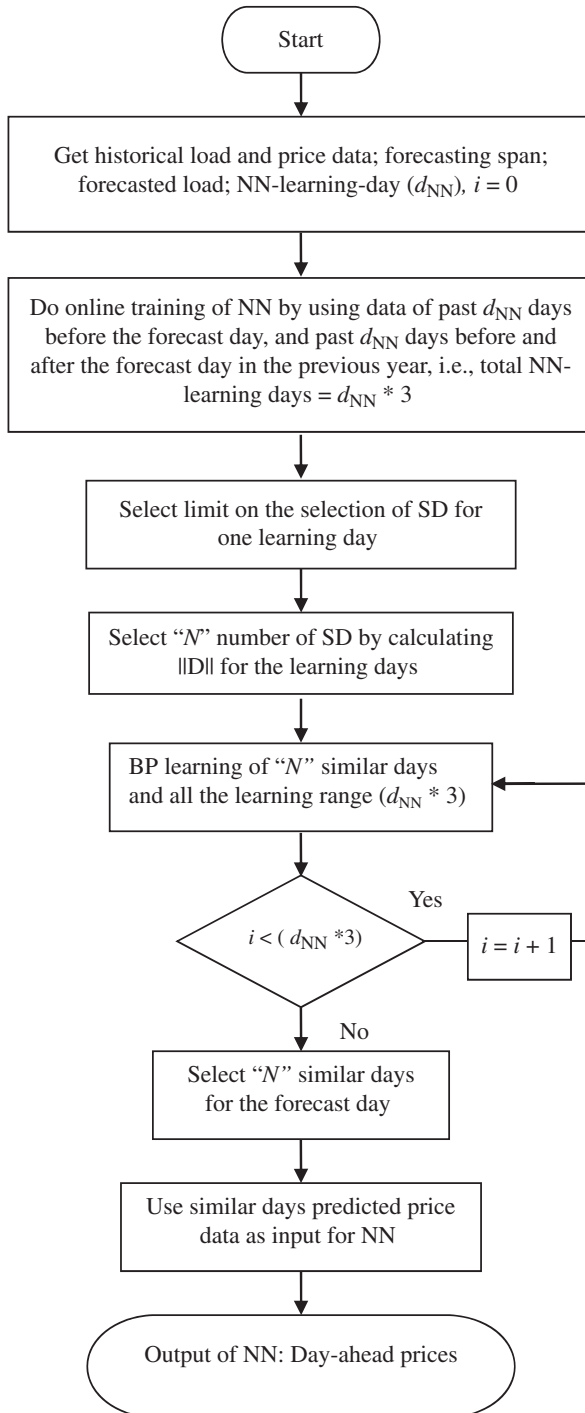 Start
Get historical load and price data; forecasting span;
forecasted load; NN-learning-day (dNN), i = 0
Do online training of NN by using data of past dNN days
before the forecast day, and past dNN days before and
after the forecast day in the previous year, i.e., total NN-
learning days = dNN * 3
Select limit on the selection of SD for
one learning day
Select “N” number of SD by calculating
||D|| for the learning days
BP learning of “N” similar days
and all the learning range (dNN * 3)
Yes
i < ( dNN *3)
i = i + 1
No
Select “N” similar days
for the forecast day
Use similar days predicted price
data as input for NN
Output of NN: Day-ahead prices